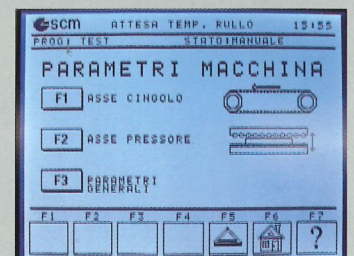 scm ATTESA TEMP. RULLO 15:55
PROG: TEST STATO:MANUALE
PARAMETRI MACCHINA
F1 ASSE CINGOLO
F2 ASSE PRESSORE
F3 PARAMETRI
GENERALI
F1 F2 F3 F4 F5 F6 F7
?